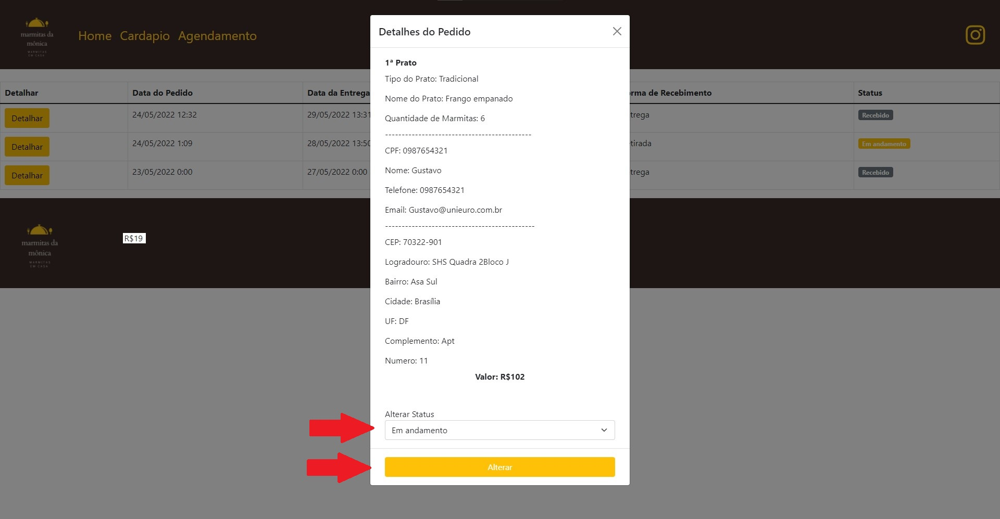 marmitas da
mônica
MARMITAS
EM CASA
Home Cardapio Agendamento
Detalhes do Pedido
1ª Prato
Tipo do Prato: Tradicional
Nome do Prato: Frango empanado
Quantidade de Marmitas: 6
--------------------------------------------
CPF: 0987654321
Nome: Gustavo
Telefone: 0987654321
Email: Gustavo@unieuro.com.br
---------------------------------------------
CEP: 70322-901
Logradouro: SHS Quadra 2Bloco J
Bairro: Asa Sul
Cidade: Brasília
UF: DF
Complemento: Apt
Numero: 11
Valor: R$102
Alterar Status
Em andamento
Alterar
Detalhar Data do Pedido Data da Entrega rma de Recebimento Status
Detalhar 24/05/2022 12:32 29/05/2022 13:31 trega Recebido
Detalhar 24/05/2022 1:09 28/05/2022 13:50 tirada Em andamento
Detalhar 23/05/2022 0:00 27/05/2022 0:00 trega Recebido
marmitas da
mônica
MARMITAS
EM CASA
R$19